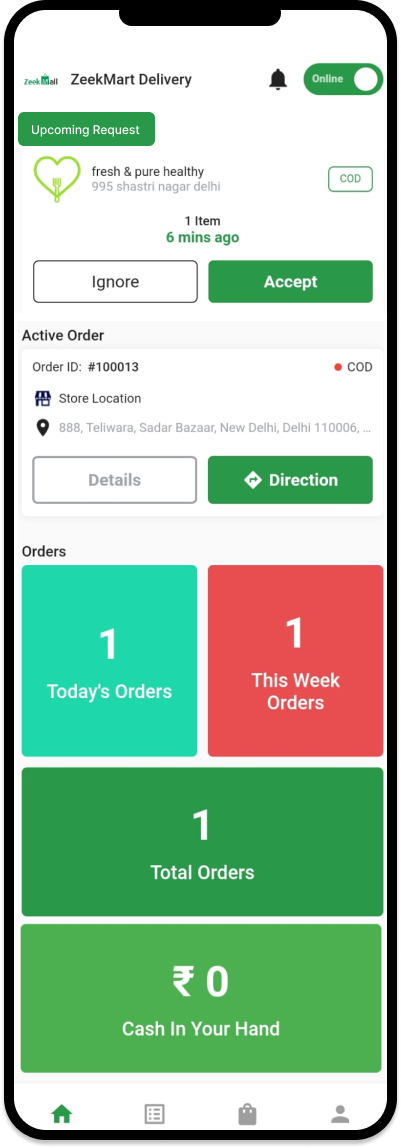 ZeekMall
ZeekMart Delivery
Online
Upcoming Request
fresh & pure healthy
995 shastri nagar delhi
COD
1 Item
6 mins ago
Ignore
Accept
Active Order
Order ID: #100013
COD
Store Location
888, Teliwara, Sadar Bazaar, New Delhi, Delhi 110006, ...
Details
Direction
Orders
1
Today's Orders
1
This Week
Orders
1
Total Orders
₹ 0
Cash In Your Hand